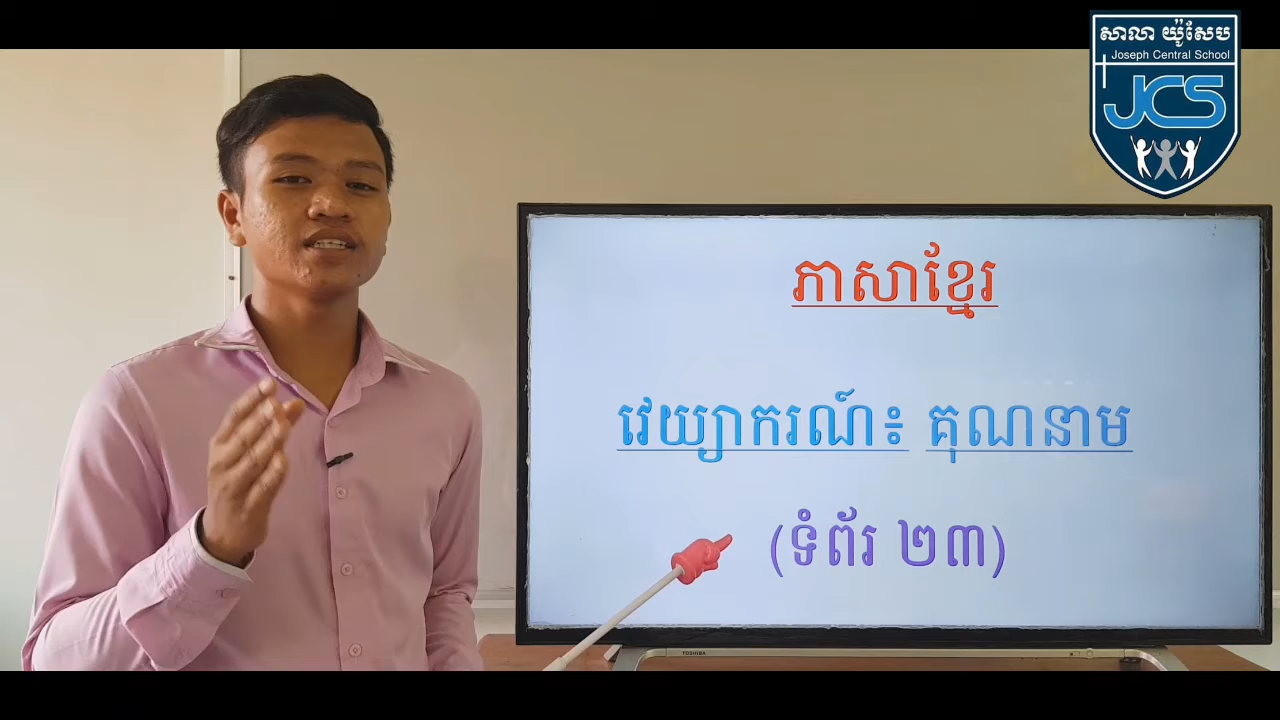 សាលា យ៉ូសែប
Joseph Central School
JCS
ភាសាខ្មែរ
វេយ្យាករណ៍៖ គុណនាម
(ទំព័រ ២៣)
TOSHIBA